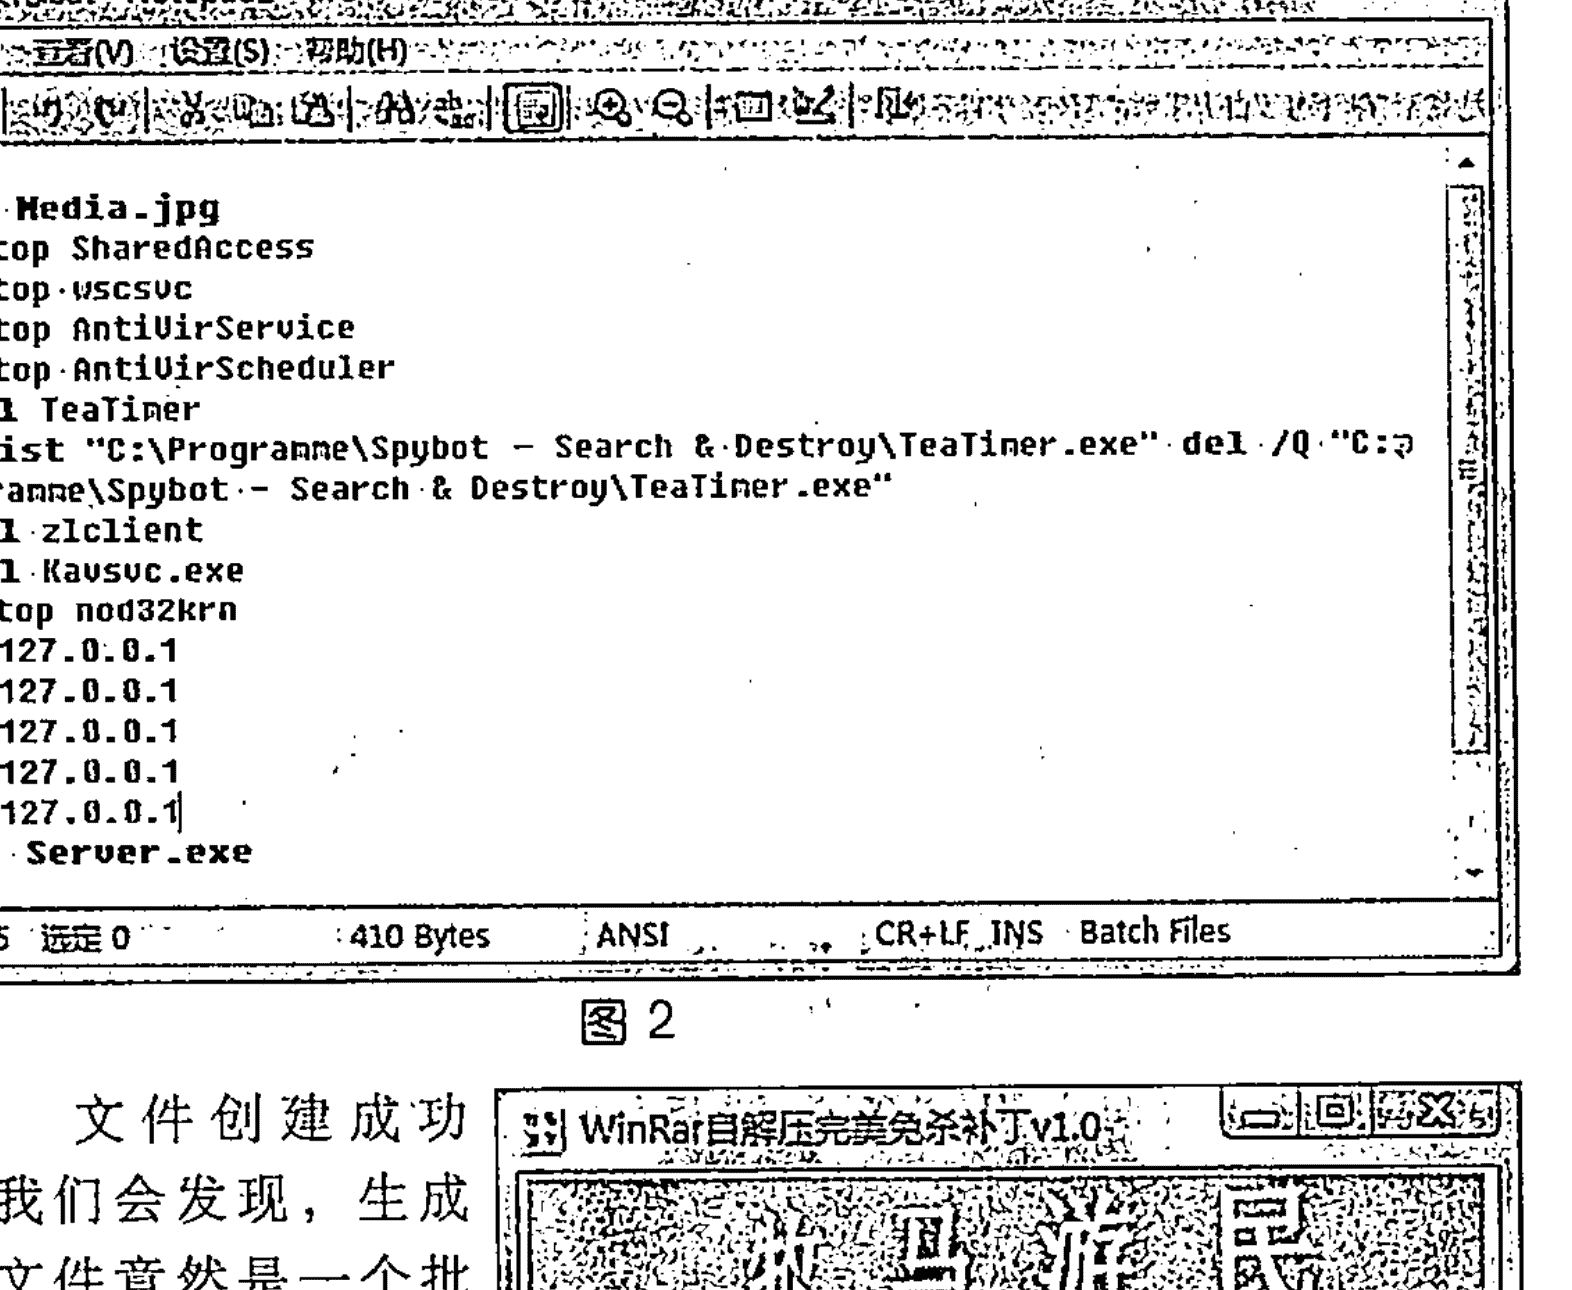 查看(V) 设置(S) 帮助(H)
Media.jpg
top SharedAccess
top wscsvc
top AntiVirService
top AntiVirScheduler
l TeaTimer
ist "C:\Programme\Spybot - Search & Destroy\TeaTimer.exe" del /Q "C:
ramme\Spybot - Search & Destroy\TeaTimer.exe"
l zlclient
l Kavsvc.exe
top nod32krn
127.0.0.1
127.0.0.1
127.0.0.1
127.0.0.1
127.0.0.1
Server.exe
选定 0 410 Bytes ANSI CR+LF INS Batch Files
图 2
文件创建成功
我们会发现，生成
文件竟然是一个批
WinRar自解压完美免杀补丁v1.0